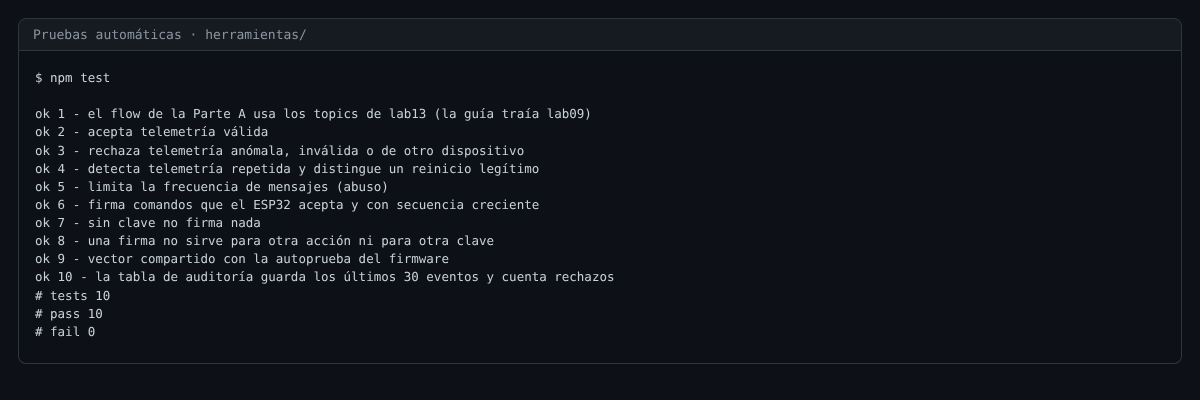 Pruebas automáticas · herramientas/
$ npm test
ok 1 - el flow de la Parte A usa los topics de lab13 (la guía traía lab09)
ok 2 - acepta telemetría válida
ok 3 - rechaza telemetría anómala, inválida o de otro dispositivo
ok 4 - detecta telemetría repetida y distingue un reinicio legítimo
ok 5 - limita la frecuencia de mensajes (abuso)
ok 6 - firma comandos que el ESP32 acepta y con secuencia creciente
ok 7 - sin clave no firma nada
ok 8 - una firma no sirve para otra acción ni para otra clave
ok 9 - vector compartido con la autoprueba del firmware
ok 10 - la tabla de auditoría guarda los últimos 30 eventos y cuenta rechazos
# tests 10
# pass 10
# fail 0